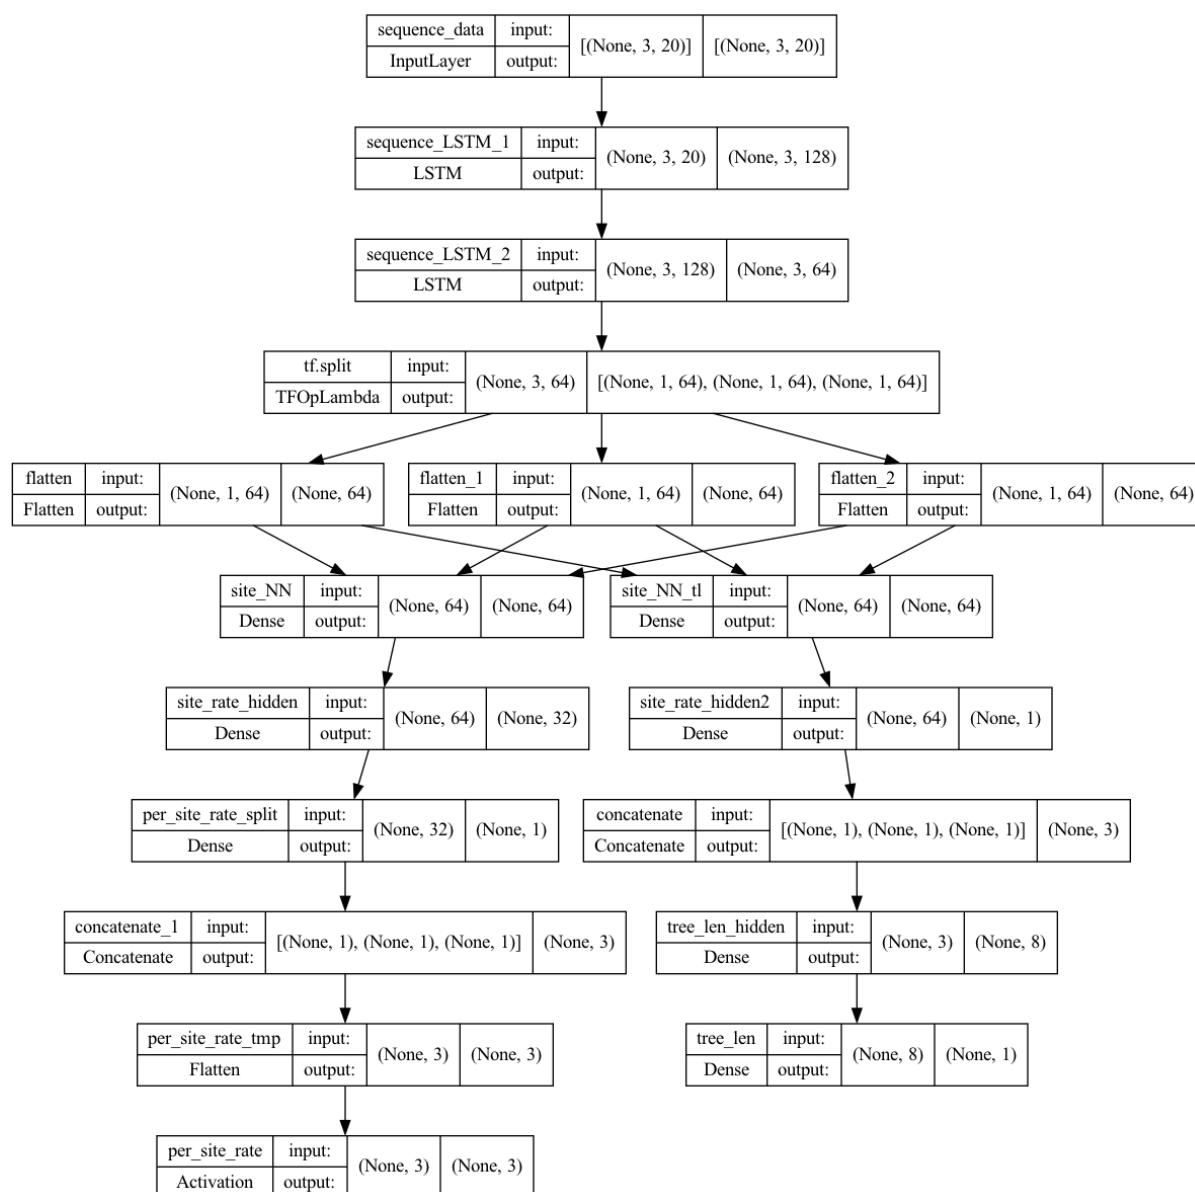 sequence_data input: [(None, 3, 20)] [(None, 3, 20)]
InputLayer output:
sequence_LSTM_1 input: (None, 3, 20) (None, 3, 128)
LSTM output:
sequence_LSTM_2 input: (None, 3, 128) (None, 3, 64)
LSTM output:
tf.split input: (None, 3, 64) [(None, 1, 64), (None, 1, 64), (None, 1, 64)]
TFOpLambda output:
flatten input: (None, 1, 64) (None, 64)
Flatten output:
flatten_1 input: (None, 1, 64) (None, 64)
Flatten output:
flatten_2 input: (None, 1, 64) (None, 64)
Flatten output:
site_NN input: (None, 64) (None, 64)
Dense output:
site_NN_tl input: (None, 64) (None, 64)
Dense output:
site_rate_hidden input: (None, 64) (None, 32)
Dense output:
site_rate_hidden2 input: (None, 64) (None, 1)
Dense output:
per_site_rate_split input: (None, 32) (None, 1)
Dense output:
concatenate input: [(None, 1), (None, 1), (None, 1)] (None, 3)
Concatenate output:
concatenate_1 input: [(None, 1), (None, 1), (None, 1)] (None, 3)
Concatenate output:
tree_len_hidden input: (None, 3) (None, 8)
Dense output:
per_site_rate_tmp input: (None, 3) (None, 3)
Flatten output:
tree_len input: (None, 8) (None, 1)
Dense output:
per_site_rate input: (None, 3) (None, 3)
Activation output: